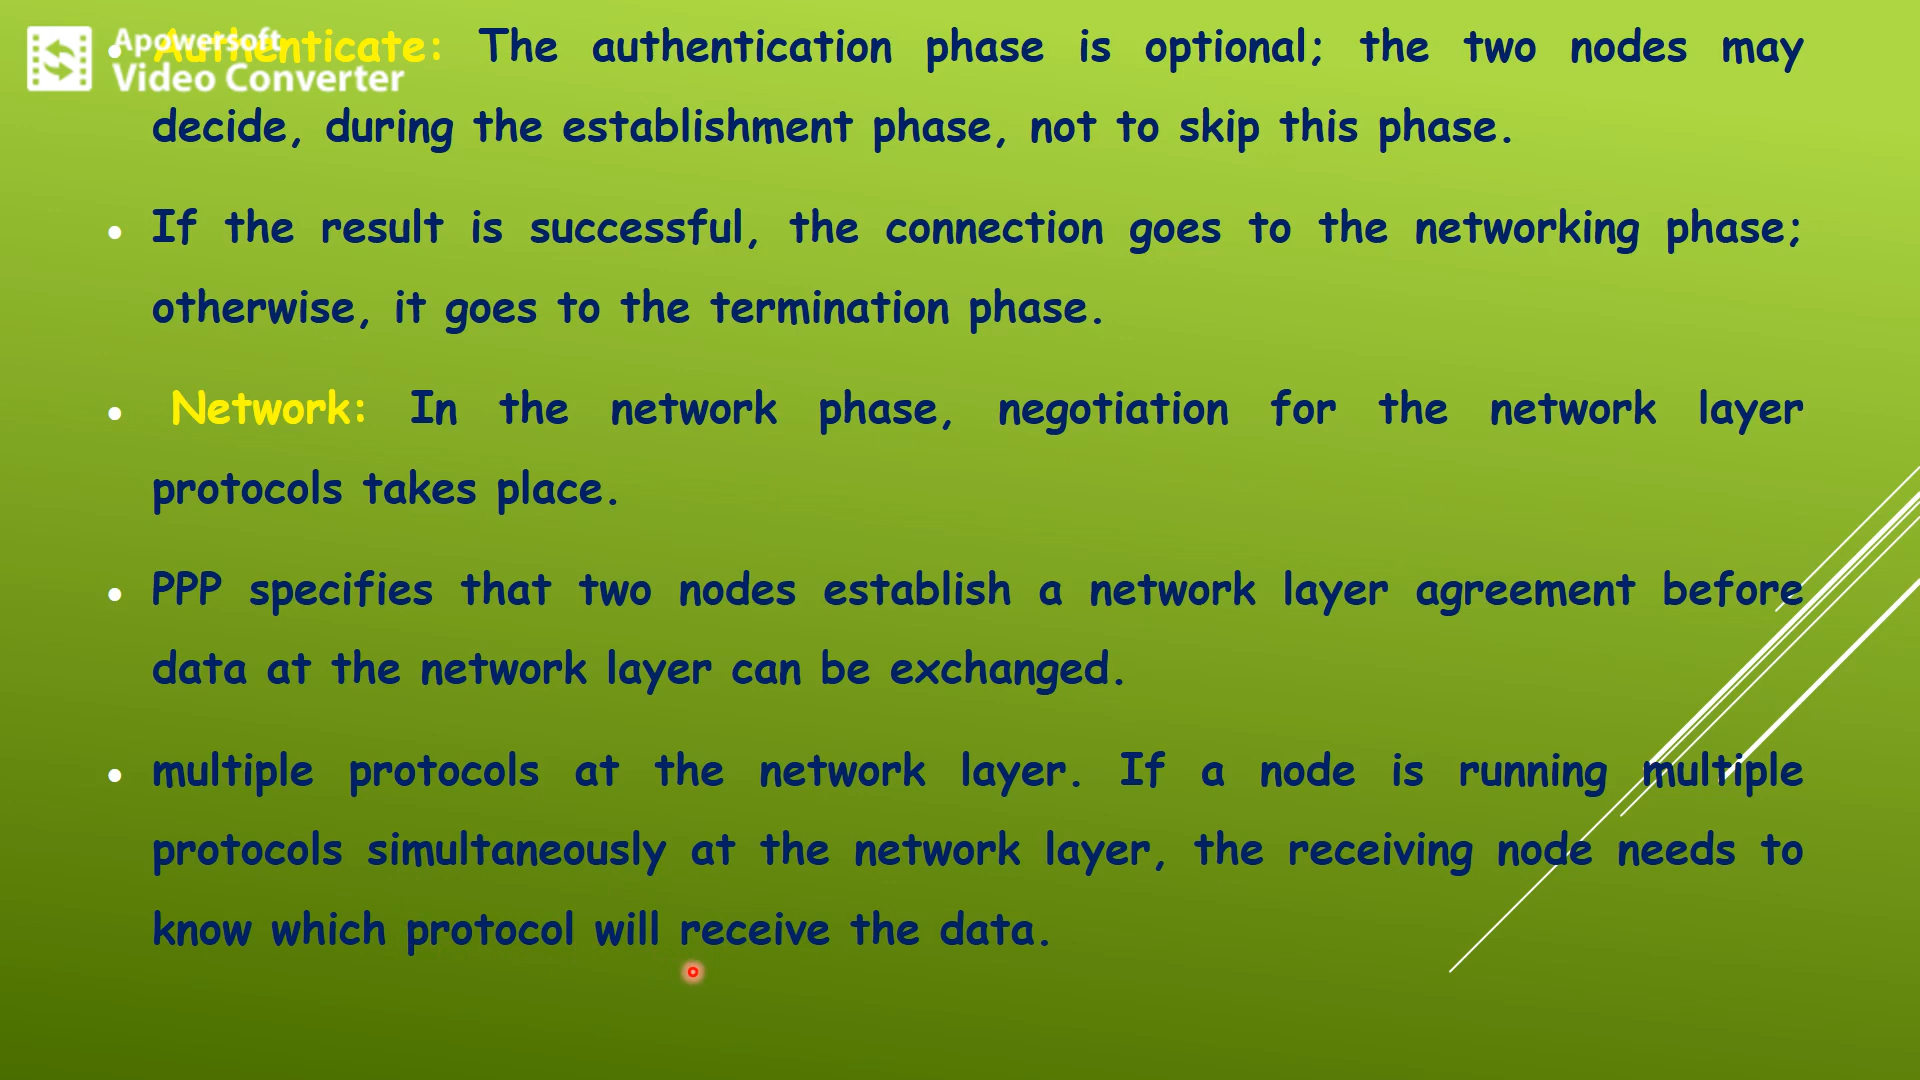 Apowersoft
Video Converter
• Authenticate: The authentication phase is optional; the two nodes may
decide, during the establishment phase, not to skip this phase.
• If the result is successful, the connection goes to the networking phase;
otherwise, it goes to the termination phase.
• Network: In the network phase, negotiation for the network layer
protocols takes place.
• PPP specifies that two nodes establish a network layer agreement before
data at the network layer can be exchanged.
• multiple protocols at the network layer. If a node is running multiple
protocols simultaneously at the network layer, the receiving node needs to
know which protocol will receive the data.